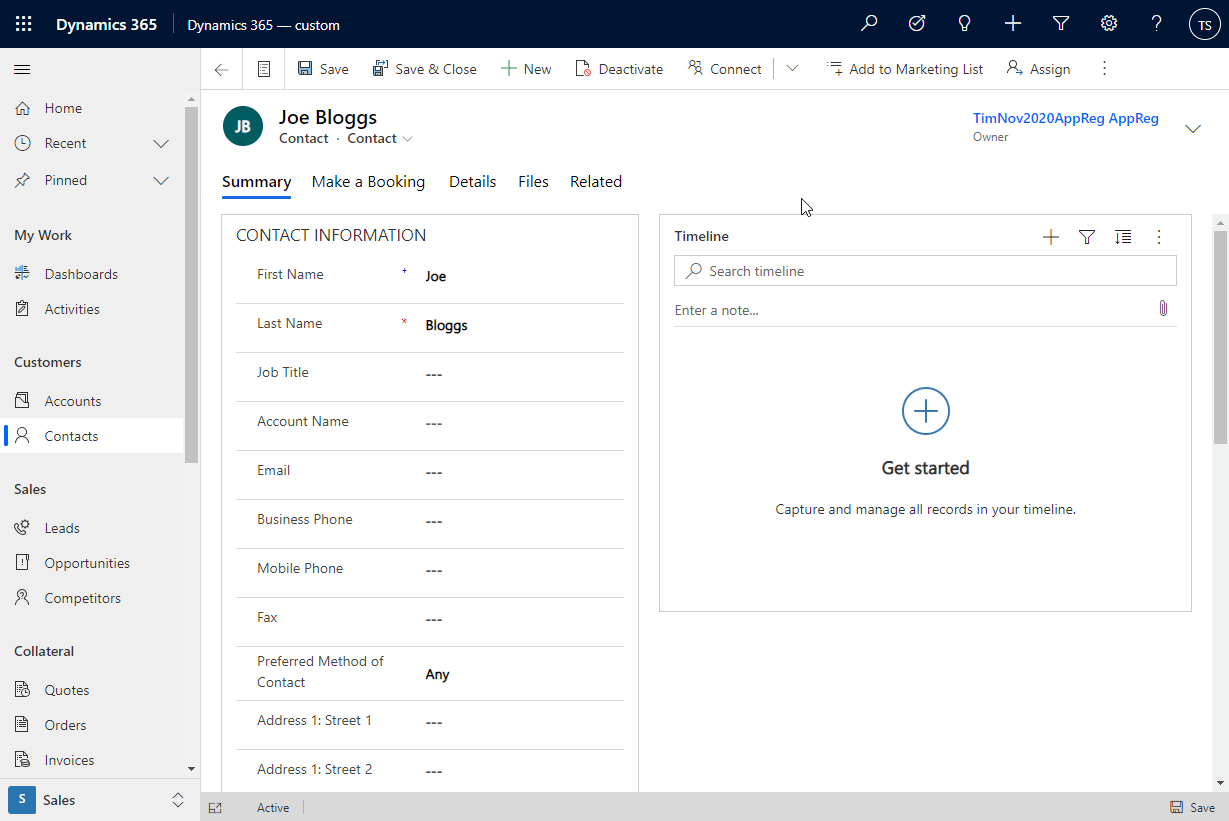 Dynamics 365 Dynamics 365 — custom ? TS
Save Save & Close New Deactivate Connect Add to Marketing List Assign
Home
Recent
Pinned
My Work
Dashboards
Activities
Customers
Accounts
Contacts
Sales
Leads
Opportunities
Competitors
Collateral
Quotes
Orders
Invoices
S Sales
JB
Joe Bloggs
Contact · Contact
TimNov2020AppReg AppReg
Owner
Summary Make a Booking Details Files Related
CONTACT INFORMATION
First Name + Joe
Last Name * Bloggs
Job Title ---
Account Name ---
Email ---
Business Phone ---
Mobile Phone ---
Fax ---
Preferred Method of
Contact Any
Address 1: Street 1 ---
Address 1: Street 2 ---
Timeline
Search timeline
Enter a note...
Get started
Capture and manage all records in your timeline.
Active Save